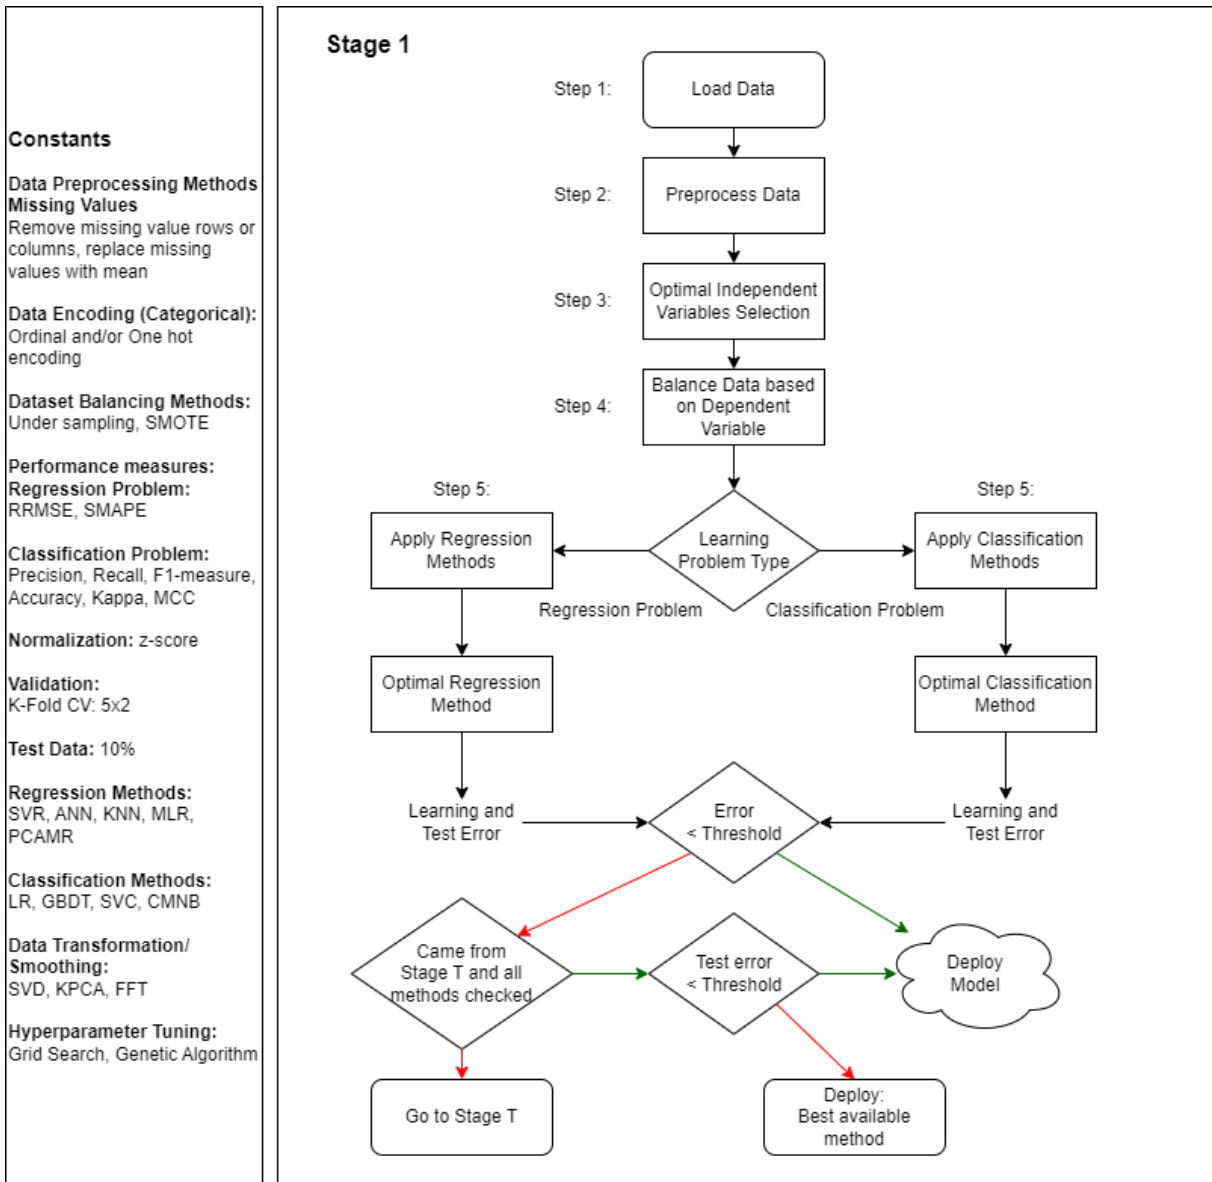 Constants
Data Preprocessing Methods
Missing Values
Remove missing value rows or
columns, replace missing
values with mean
Data Encoding (Categorical):
Ordinal and/or One hot
encoding
Dataset Balancing Methods:
Under sampling, SMOTE
Performance measures:
Regression Problem:
RRMSE, SMAPE
Classification Problem:
Precision, Recall, F1-measure,
Accuracy, Kappa, MCC
Normalization: z-score
Validation:
K-Fold CV: 5x2
Test Data: 10%
Regression Methods:
SVR, ANN, KNN, MLR,
PCAMR
Classification Methods:
LR, GBDT, SVC, CMNB
Data Transformation/
Smoothing:
SVD, KPCA, FFT
Hyperparameter Tuning:
Grid Search, Genetic Algorithm
Stage 1
Step 1:
Load Data
Step 2:
Preprocess Data
Step 3:
Optimal Independent
Variables Selection
Step 4:
Balance Data based
on Dependent
Variable
Step 5:
Apply Regression
Methods
Learning
Problem Type
Step 5:
Apply Classification
Methods
Regression Problem
Classification Problem
Optimal Regression
Method
Optimal Classification
Method
Learning and
Test Error
Error
< Threshold
Learning and
Test Error
Came from
Stage T and all
methods checked
Test error
< Threshold
Deploy
Model
Go to Stage T
Deploy:
Best available
method